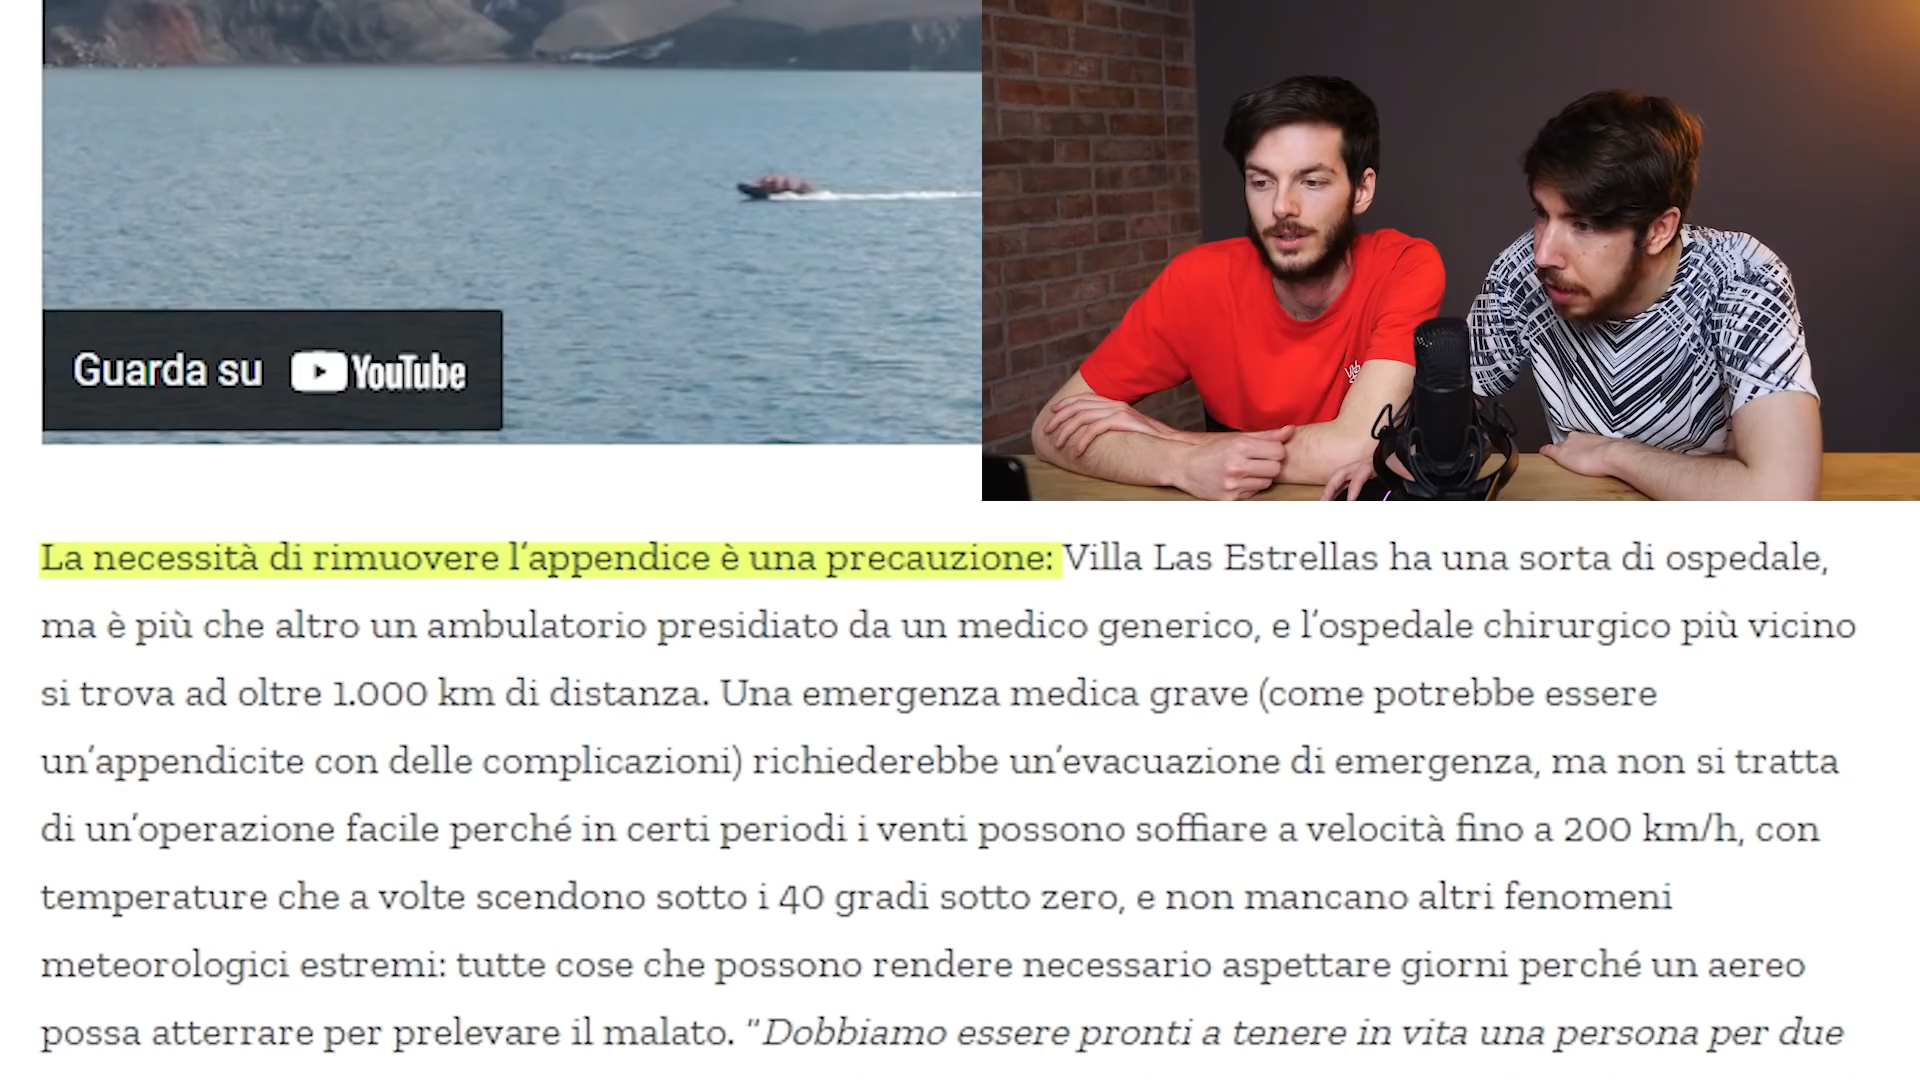 Guarda su YouTube
La necessità di rimuovere l'appendice è una precauzione: Villa Las Estrellas ha una sorta di ospedale,
ma è più che altro un ambulatorio presidiato da un medico generico, e l'ospedale chirurgico più vicino
si trova ad oltre 1.000 km di distanza. Una emergenza medica grave (come potrebbe essere
un'appendicite con delle complicazioni) richiederebbe un'evacuazione di emergenza, ma non si tratta
di un'operazione facile perché in certi periodi i venti possono soffiare a velocità fino a 200 km/h, con
temperature che a volte scendono sotto i 40 gradi sotto zero, e non mancano altri fenomeni
meteorologici estremi: tutte cose che possono rendere necessario aspettare giorni perché un aereo
possa atterrare per prelevare il malato. "Dobbiamo essere pronti a tenere in vita una persona per due